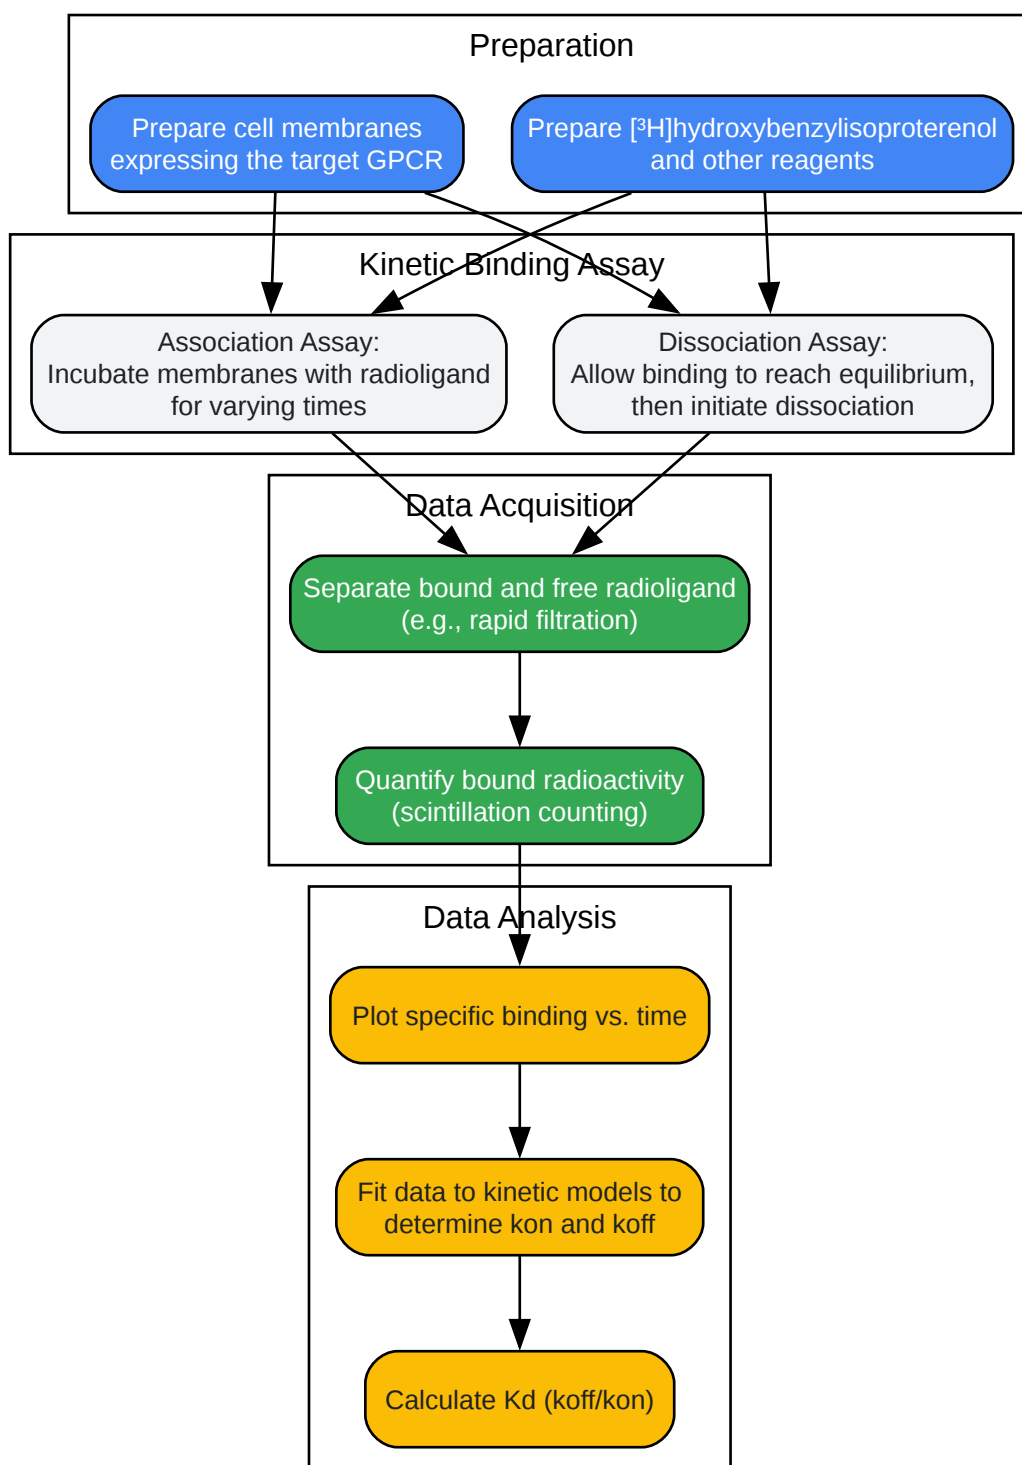 Preparation
Prepare cell membranes
expressing the target GPCR
Prepare [³H]hydroxybenzylisoproterenol
and other reagents
Kinetic Binding Assay
Association Assay:
Incubate membranes with radioligand
for varying times
Dissociation Assay:
Allow binding to reach equilibrium,
then initiate dissociation
Data Acquisition
Separate bound and free radioligand
(e.g., rapid filtration)
Quantify bound radioactivity
(scintillation counting)
Data Analysis
Plot specific binding vs. time
Fit data to kinetic models to
determine kon and koff
Calculate Kd (koff/kon)